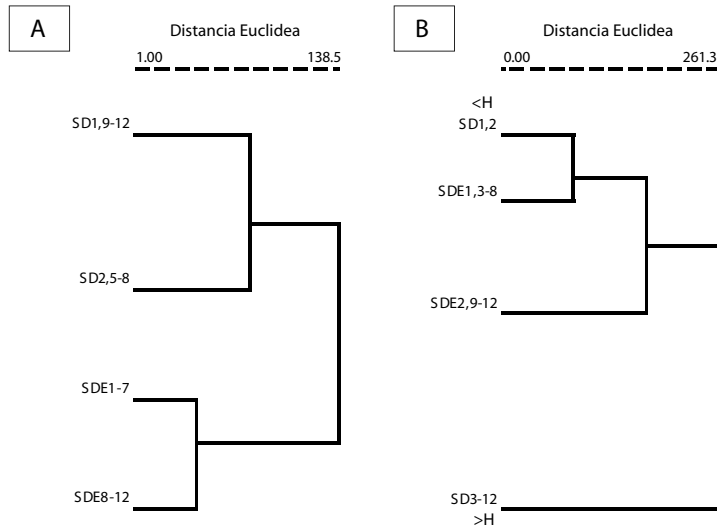 A
Distancia Euclidea
1.00 138.5
SD1,9-12
SD2,5-8
SDE1-7
SDE8-12
B
Distancia Euclidea
0.00 261.3
<H
SD1,2
SDE1,3-8
SDE2,9-12
SD3-12
>H